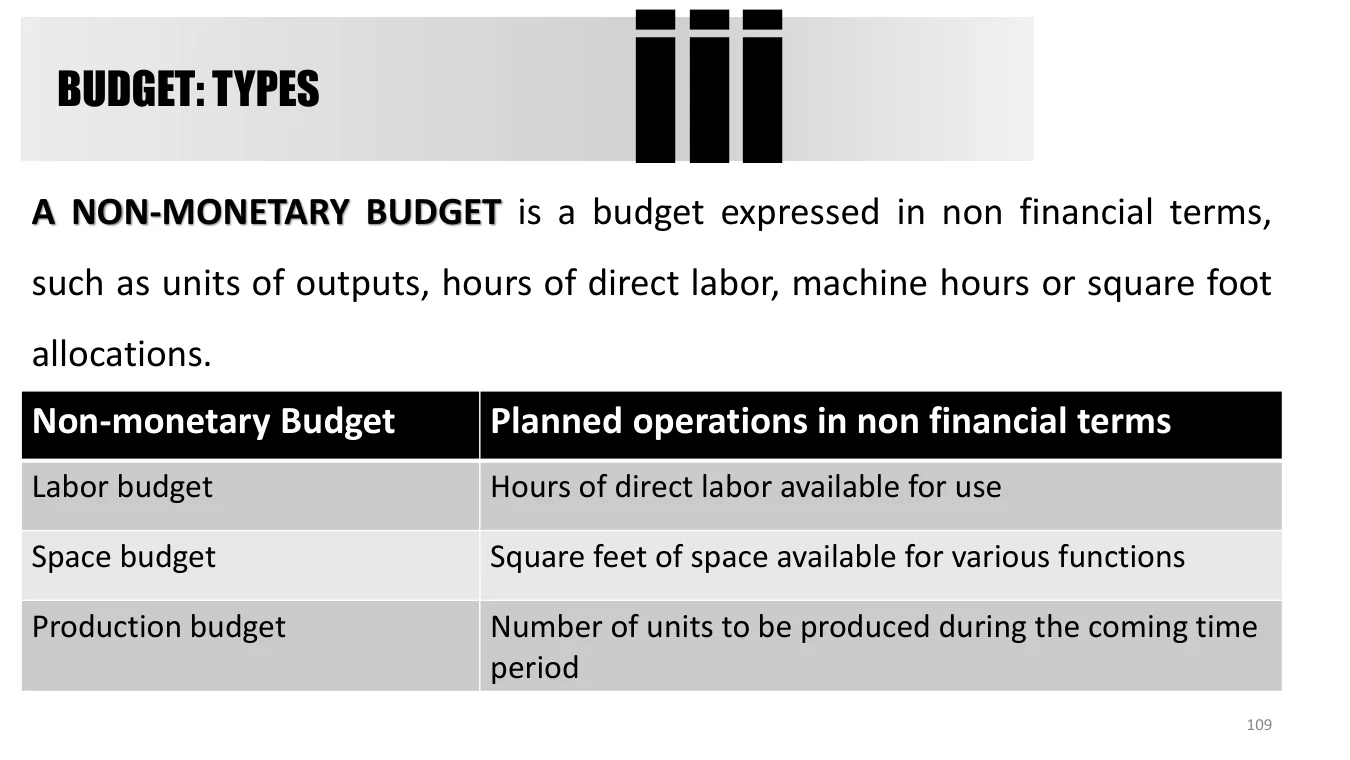 BUDGET: TYPES
iii
A NON-MONETARY BUDGET is a budget expressed in non financial terms,
such as units of outputs, hours of direct labor, machine hours or square foot
allocations.
Non-monetary Budget Planned operations in non financial terms
Labor budget Hours of direct labor available for use
Space budget Square feet of space available for various functions
Production budget Number of units to be produced during the coming time
period
109